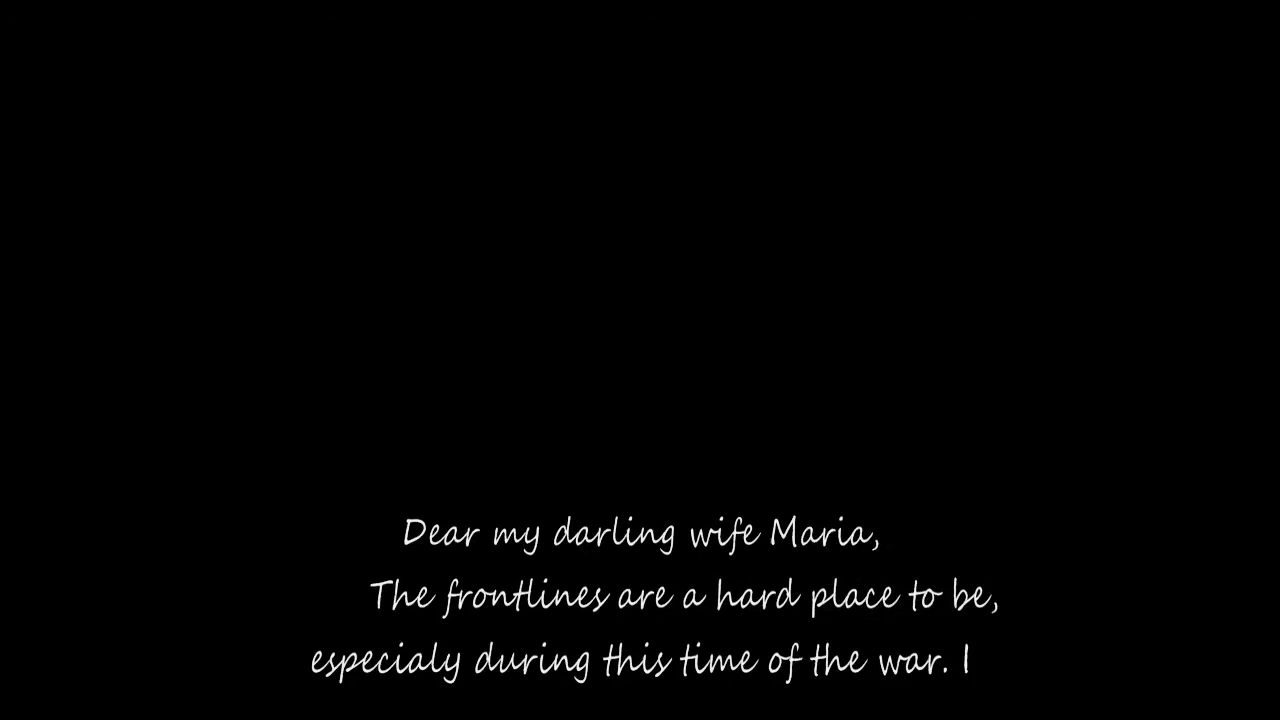 Dear my darling wife Maria,
The frontlines are a hard place to be,
especialy during this time of the war. I